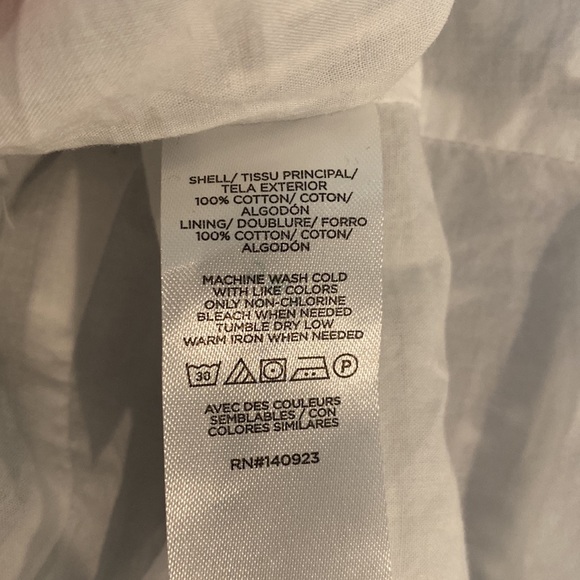 SHELL/ TISSU PRINCIPAL/
TELA EXTERIOR
100% COTTON/ COTON/
ALGODÓN
LINING/ DOUBLURE/ FORRO
100% COTTON/ COTON/
ALGODÓN
MACHINE WASH COLD
WITH LIKE COLORS
ONLY NON-CHLORINE
BLEACH WHEN NEEDED
TUMBLE DRY LOW
WARM IRON WHEN NEEDED
30 P
AVEC DES COULEURS
SEMBLABLES / CON
COLORES SIMILARES
RN#140923